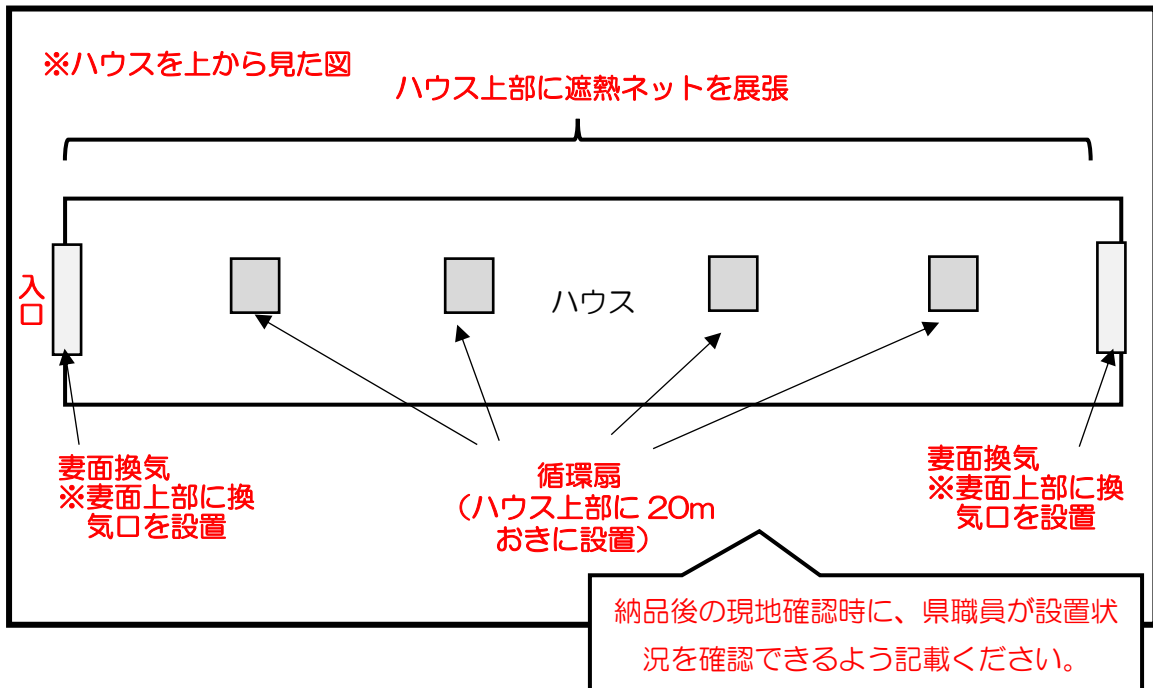 ※ハウスを上から見た図
ハウス上部に遮熱ネットを展張
入口
ハウス
妻面換気
※妻面上部に換
気口を設置
循環扇
(ハウス上部に 20m
おきに設置)
妻面換気
※妻面上部に換
気口を設置
納品後の現地確認時に、県職員が設置状
況を確認できるよう記載ください。